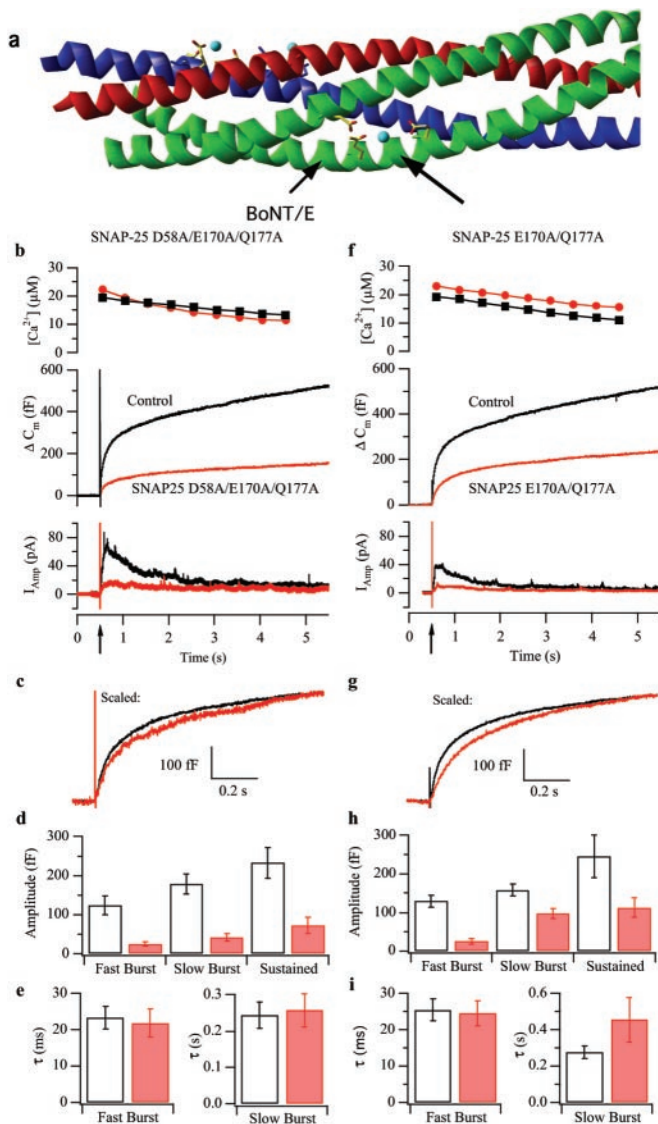 a
BoNT/E
SNAP-25 D58A/E170A/Q177A
b
[Ca²⁺] (µM)
30
20
10
0
600
400
200
0
Δ Cm (fF)
Control
SNAP25 D58A/E170A/Q177A
80
40
0
IAmp (pA)
0 1 2 3 4 5
Time (s)
c
Scaled:
100 fF
0.2 s
d
Amplitude (fF)
300
200
100
0
Fast Burst Slow Burst Sustained
e
τ (ms)
30
20
10
0
Fast Burst
τ (s)
0.3
0.2
0.1
0.0
Slow Burst
SNAP-25 E170A/Q177A
f
[Ca²⁺] (µM)
30
20
10
0
600
400
200
0
Δ Cm (fF)
Control
SNAP25 E170A/Q177A
80
40
0
IAmp (pA)
0 1 2 3 4 5
Time (s)
g
Scaled:
100 fF
0.2 s
h
Amplitude (fF)
300
200
100
0
Fast Burst Slow Burst Sustained
i
τ (ms)
30
20
10
0
Fast Burst
τ (s)
0.6
0.4
0.2
0.0
Slow Burst